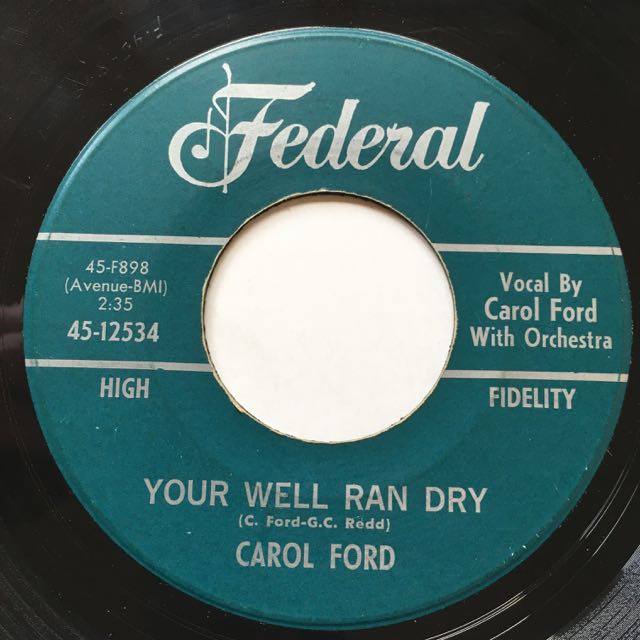 Federal
45-F898
(Avenue-BMI)
2:35
45-12534
Vocal By
Carol Ford
With Orchestra
HIGH
FIDELITY
YOUR WELL RAN DRY
(C. Ford-G.C. Redd)
CAROL FORD